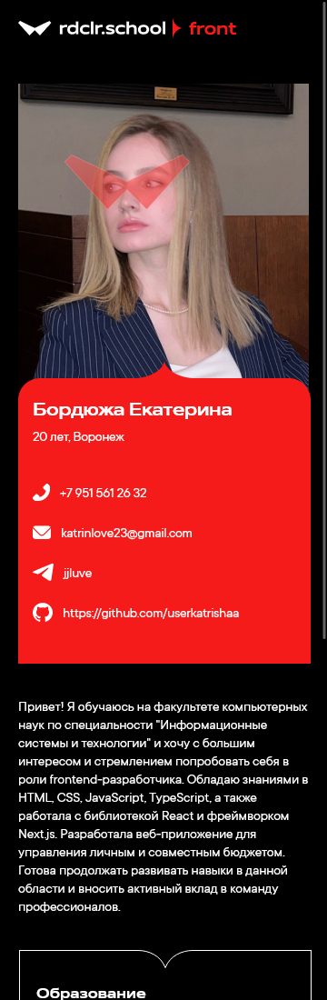 rdclr.school front
Бордюжа Екатерина
20 лет, Воронеж
+7 951 561 26 32
katrinlove23@gmail.com
jjluve
https://github.com/userkatrishaa
Привет! Я обучаюсь на факультете компьютерных
наук по специальности "Информационные
системы и технологии" и хочу с большим
интересом и стремлением попробовать себя в
роли frontend-разработчика. Обладаю знаниями в
HTML, CSS, JavaScript, TypeScript, а также
работала с библиотекой React и фреймворком
Next.js. Разработала веб-приложение для
управления личным и совместным бюджетом.
Готова продолжать развивать навыки в данной
области и вносить активный вклад в команду
профессионалов.
Образование